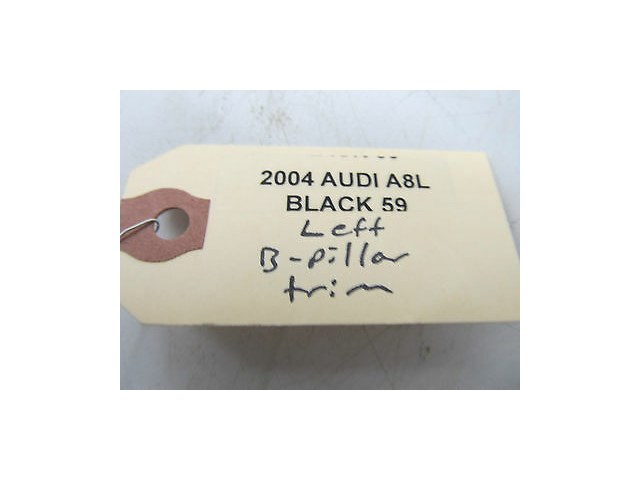 2004 AUDI A8L
BLACK 59
Left
B-pillar
trim